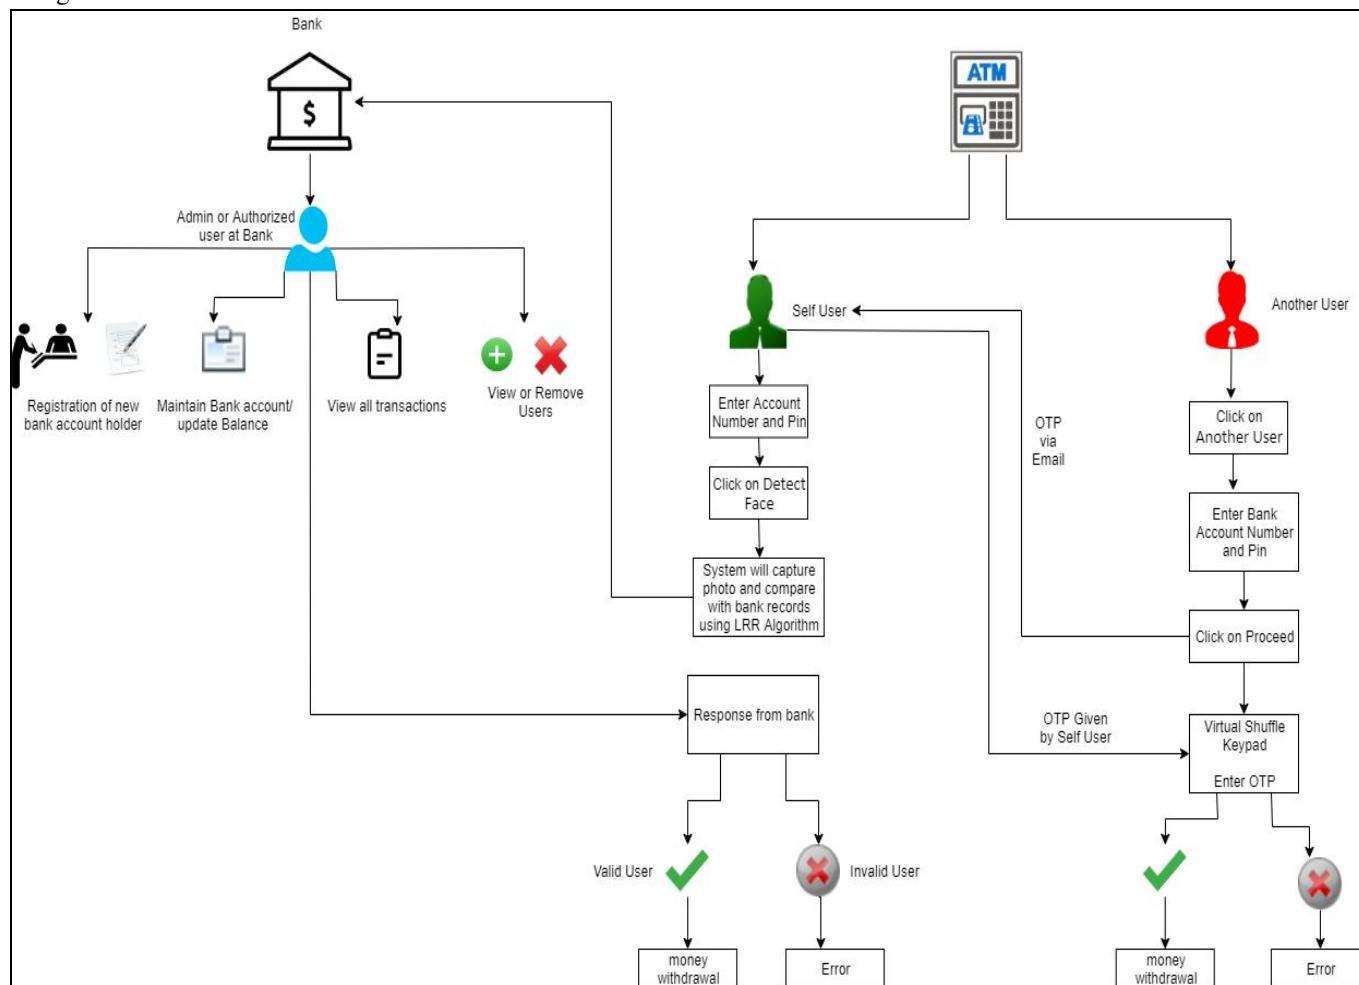 Bank
$
ATM
Admin or Authorized
user at Bank
Self User
Another User
Registration of new
bank account holder
Maintain Bank account/
update Balance
View all transactions
View or Remove
Users
Enter Account
Number and Pin
Click on Detect
Face
System will capture
photo and compare
with bank records
using LRR Algorithm
OTP
via
Email
Click on
Another User
Enter Bank
Account Number
and Pin
Click on Proceed
Response from bank
OTP Given
by Self User
Virtual Shuffle
Keypad
Enter OTP
Valid User
Invalid User
money
withdrawal
Error
money
withdrawal
Error